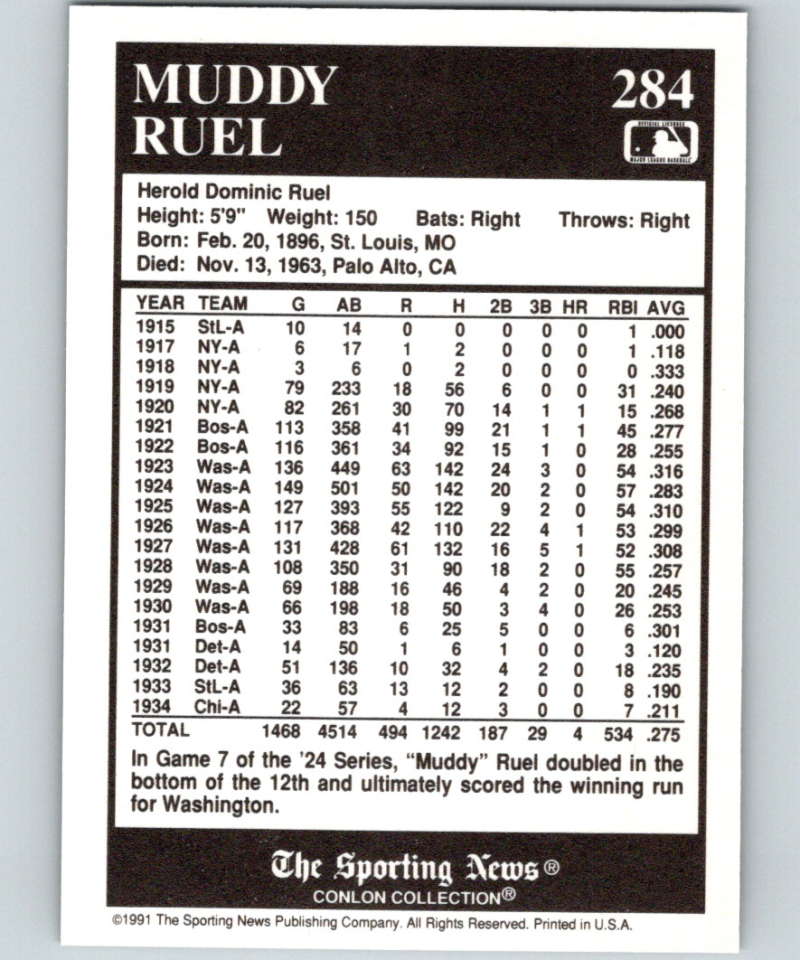 MUDDY 284
RUEL
OFFICIAL LICENSEE
MAJOR LEAGUE BASEBALL
Herold Dominic Ruel
Height: 5'9" Weight: 150 Bats: Right Throws: Right
Born: Feb. 20, 1896, St. Louis, MO
Died: Nov. 13, 1963, Palo Alto, CA
YEAR TEAM G AB R H 2B 3B HR RBI AVG
1915 StL-A 10 14 0 0 0 0 0 1 .000
1917 NY-A 6 17 1 2 0 0 0 1 .118
1918 NY-A 3 6 0 2 0 0 0 0 .333
1919 NY-A 79 233 18 56 6 0 0 31 .240
1920 NY-A 82 261 30 70 14 1 1 15 .268
1921 Bos-A 113 358 41 99 21 1 1 45 .277
1922 Bos-A 116 361 34 92 15 1 0 28 .255
1923 Was-A 136 449 63 142 24 3 0 54 .316
1924 Was-A 149 501 50 142 20 2 0 57 .283
1925 Was-A 127 393 55 122 9 2 0 54 .310
1926 Was-A 117 368 42 110 22 4 1 53 .299
1927 Was-A 131 428 61 132 16 5 1 52 .308
1928 Was-A 108 350 31 90 18 2 0 55 .257
1929 Was-A 69 188 16 46 4 2 0 20 .245
1930 Was-A 66 198 18 50 3 4 0 26 .253
1931 Bos-A 33 83 6 25 5 0 0 6 .301
1931 Det-A 14 50 1 6 1 0 0 3 .120
1932 Det-A 51 136 10 32 4 2 0 18 .235
1933 StL-A 36 63 13 12 2 0 0 8 .190
1934 Chi-A 22 57 4 12 3 0 0 7 .211
TOTAL 1468 4514 494 1242 187 29 4 534 .275
In Game 7 of the '24 Series, "Muddy" Ruel doubled in the
bottom of the 12th and ultimately scored the winning run
for Washington.
The Sporting News®
CONLON COLLECTION®
©1991 The Sporting News Publishing Company. All Rights Reserved. Printed in U.S.A.